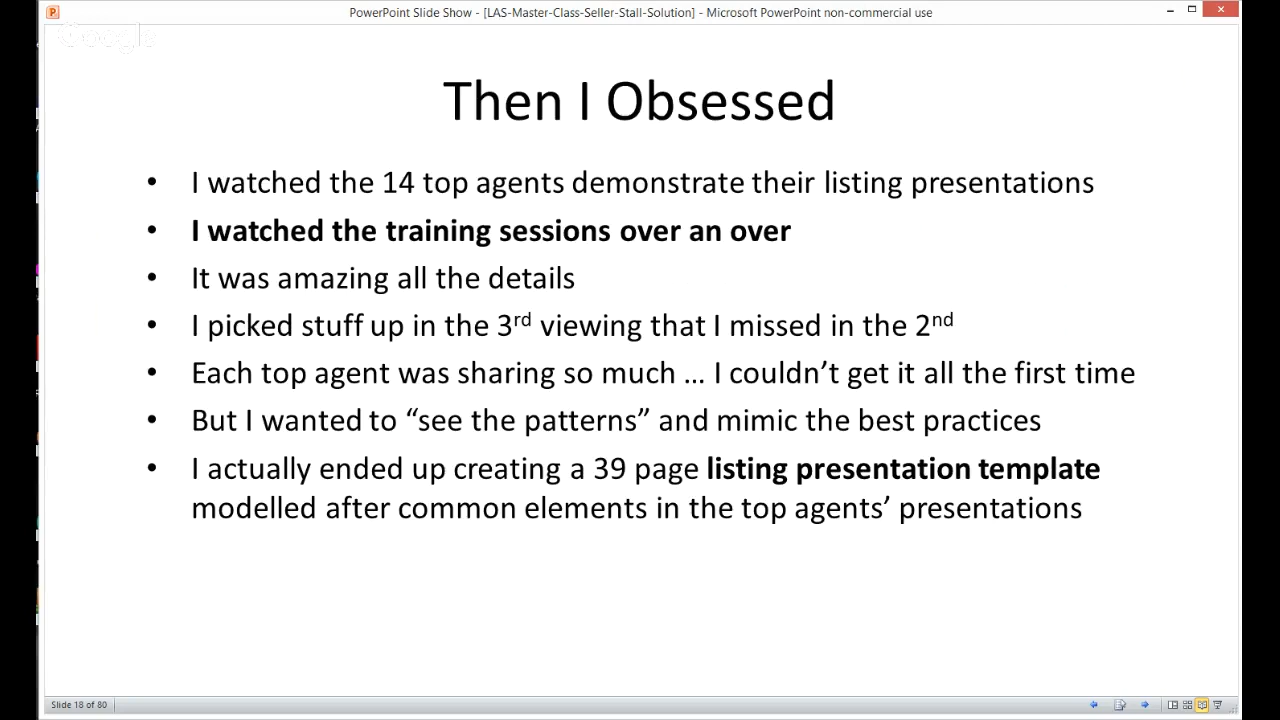 PowerPoint Slide Show - [LAS-Master-Class-Seller-Stall-Solution] - Microsoft PowerPoint non-commercial use
Google
Then I Obsessed
• I watched the 14 top agents demonstrate their listing presentations
• I watched the training sessions over an over
• It was amazing all the details
• I picked stuff up in the 3rd viewing that I missed in the 2nd
• Each top agent was sharing so much … I couldn’t get it all the first time
• But I wanted to “see the patterns” and mimic the best practices
• I actually ended up creating a 39 page listing presentation template
modelled after common elements in the top agents’ presentations
Slide 18 of 80